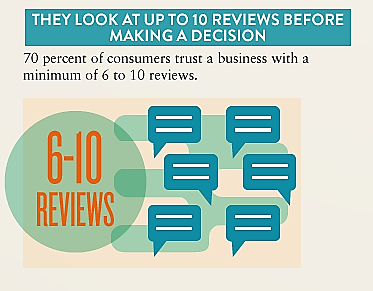 THEY LOOK AT UP TO 10 REVIEWS BEFORE
MAKING A DECISION
70 percent of consumers trust a business with a
minimum of 6 to 10 reviews.
6-10
REVIEWS